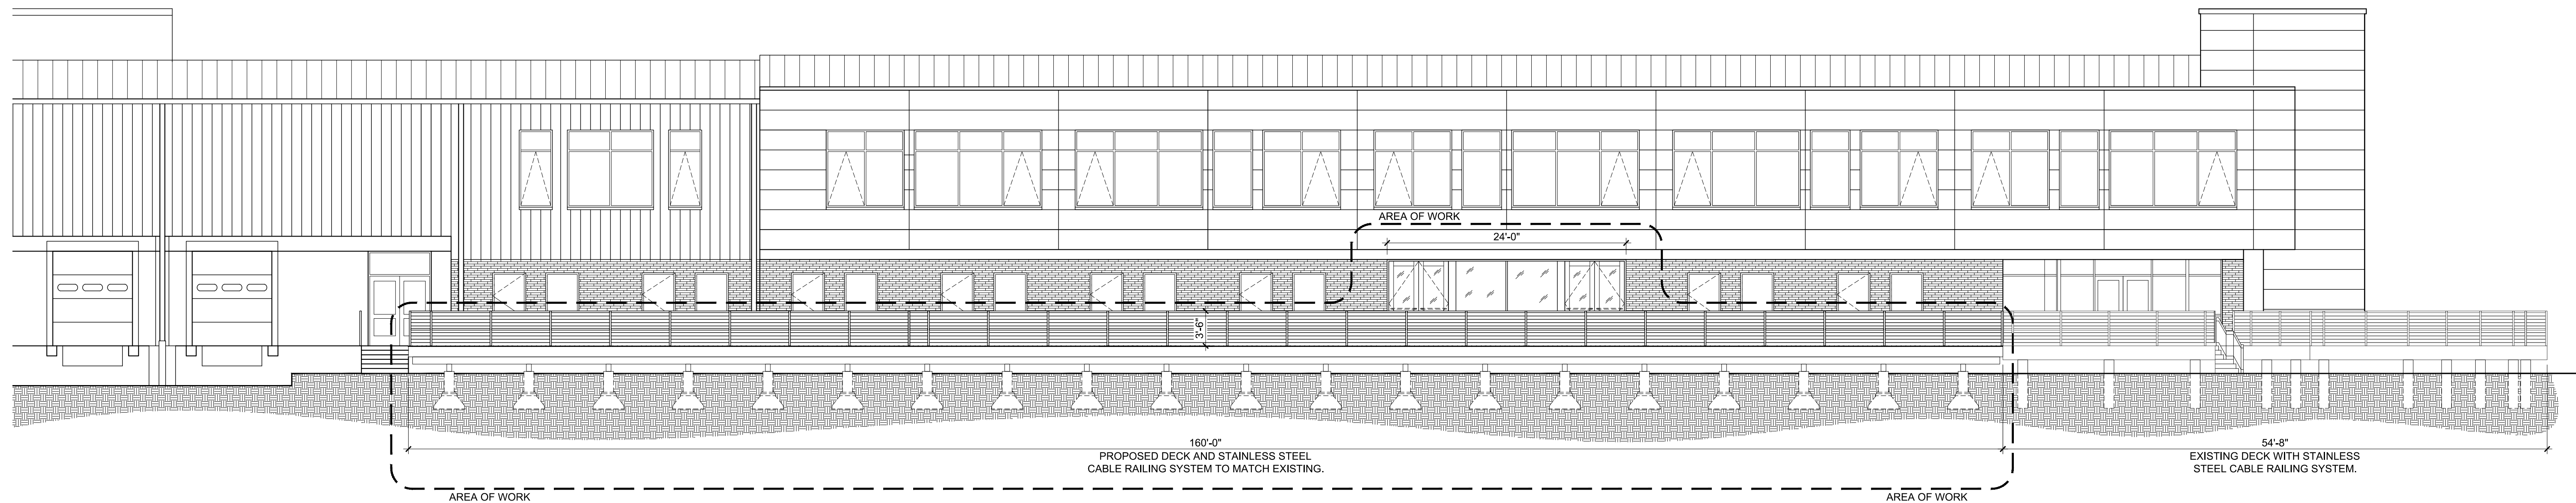 AREA OF WORK
24'-0"
3'-6"
160'-0"
PROPOSED DECK AND STAINLESS STEEL
CABLE RAILING SYSTEM TO MATCH EXISTING.
54'-8"
EXISTING DECK WITH STAINLESS
STEEL CABLE RAILING SYSTEM.
AREA OF WORK
AREA OF WORK